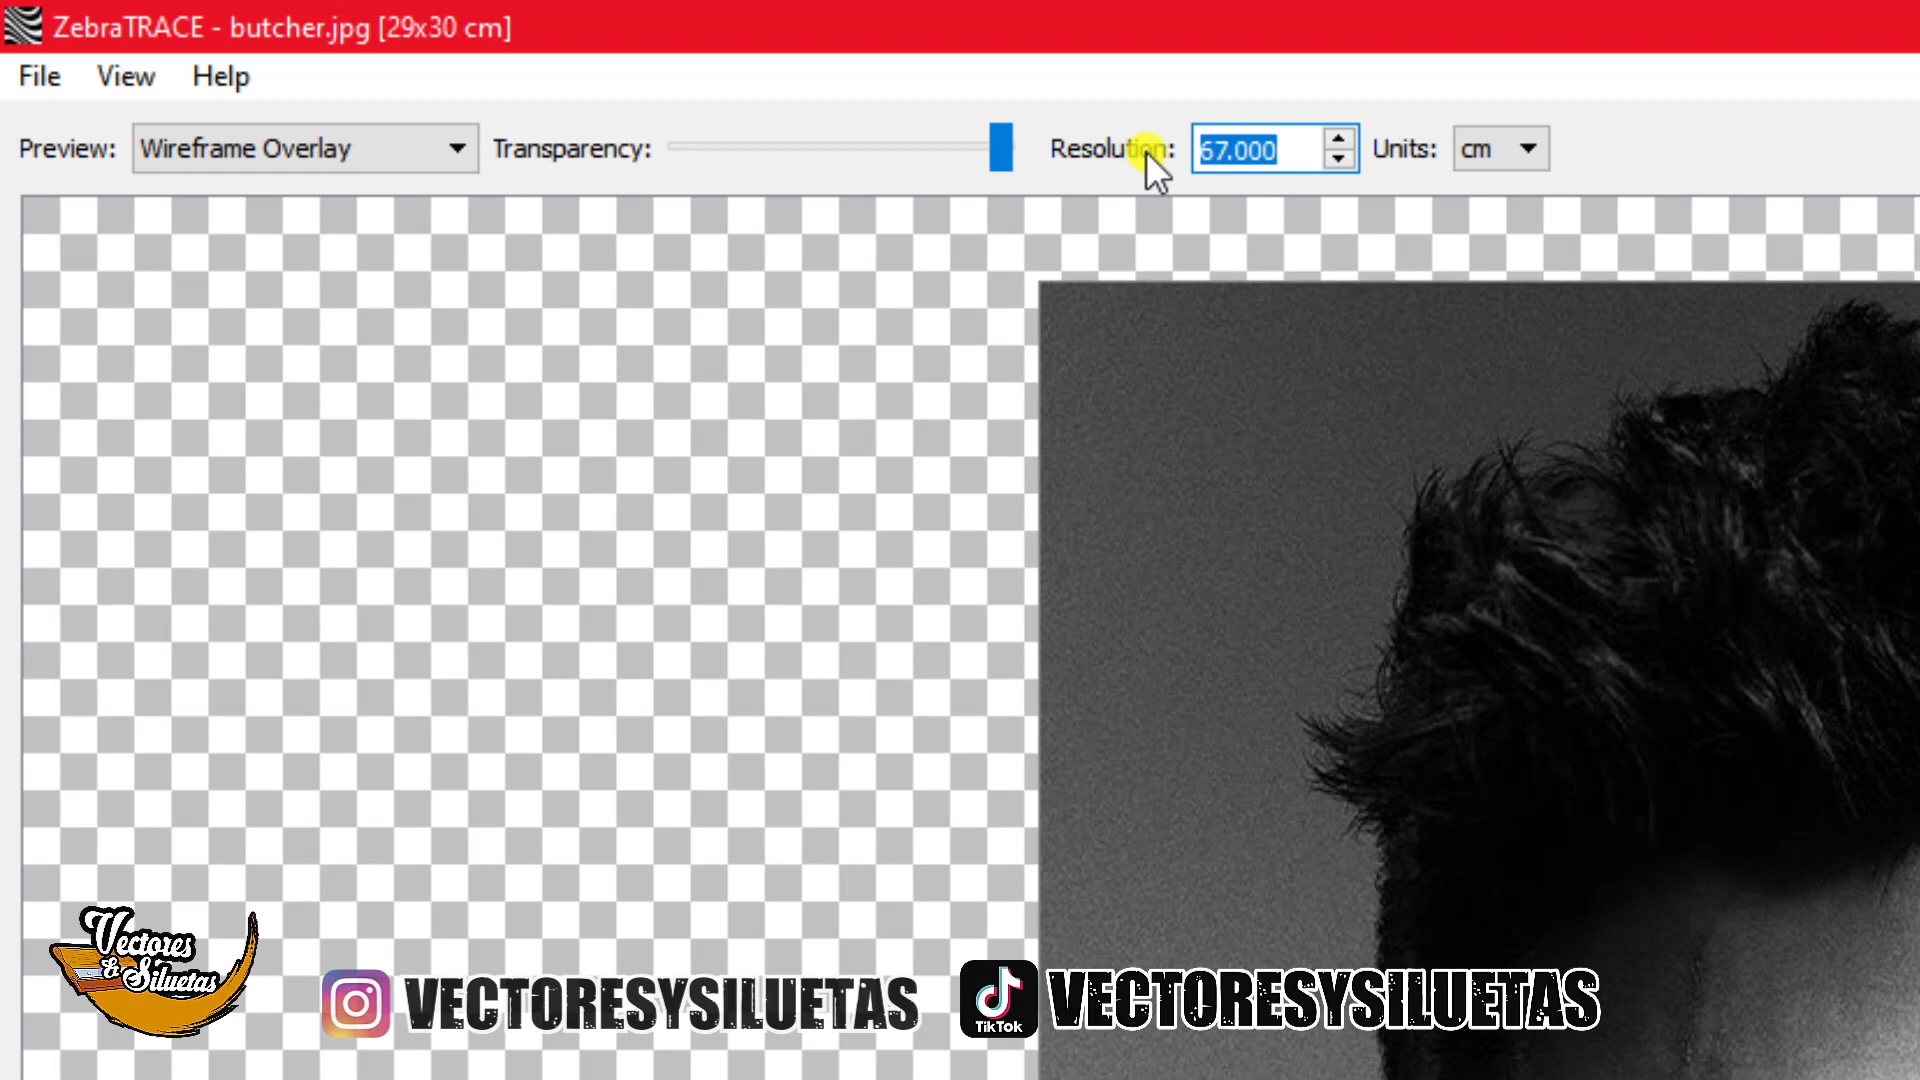 ZebraTRACE - butcher.jpg [29x30 cm]
File View Help
Preview: Wireframe Overlay Transparency: Resolution: 67.000 Units: cm
Vectores
& Siluetas
VECTORESYSILUETAS
TikTok
VECTORESYSILUETAS